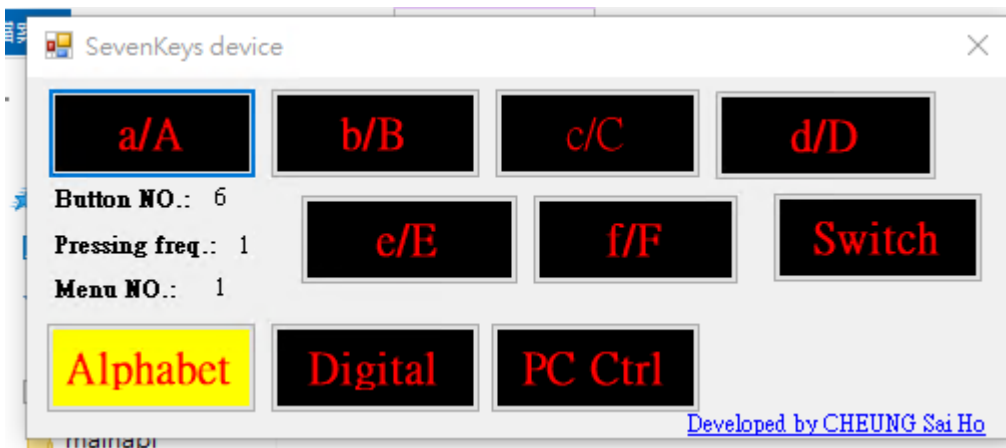 SevenKeys device
a/A
b/B
c/C
d/D
Button NO.: 6
Pressing freq.: 1
Menu NO.: 1
e/E
f/F
Switch
Alphabet
Digital
PC Ctrl
Developed by CHEUNG Sai Ho